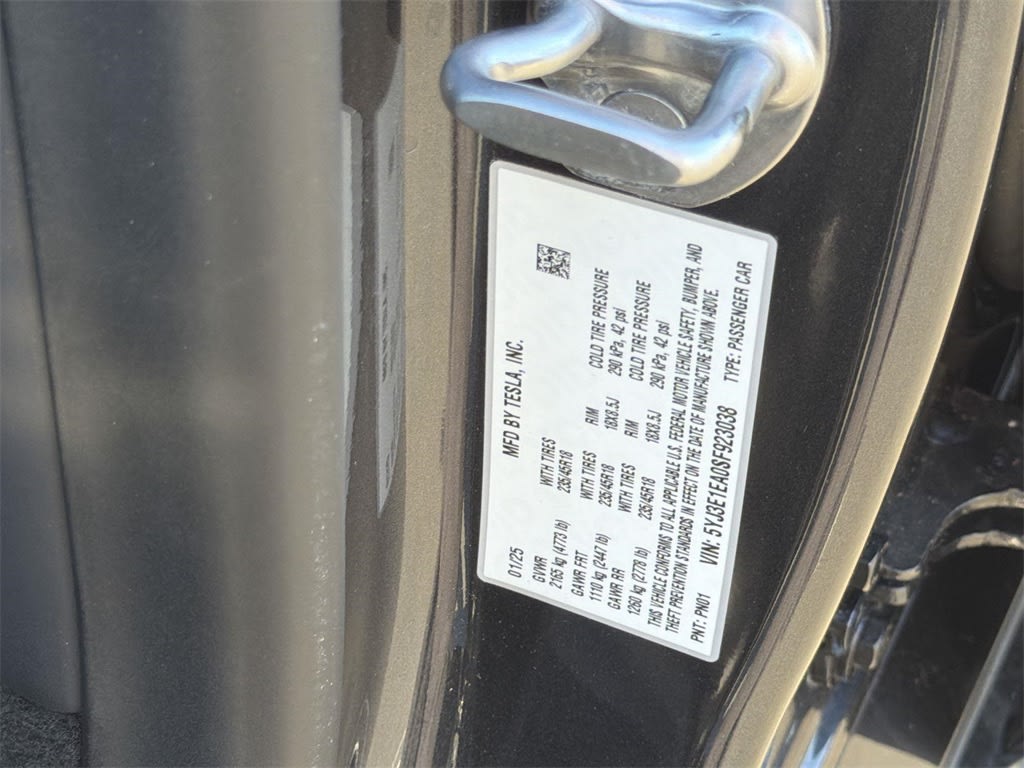 01/25 MFD BY TESLA, INC.
GVWR WITH TIRES RIM COLD TIRE PRESSURE
2165 kg (4773 lb) 235/45R18 18X8.5J 290 kPa, 42 psi
GAWR FRT WITH TIRES RIM COLD TIRE PRESSURE
1110 kg (2447 lb) 235/45R18 18X8.5J 290 kPa, 42 psi
GAWR RR WITH TIRES
1260 kg (2778 lb) 235/45R18
THIS VEHICLE CONFORMS TO ALL APPLICABLE U.S. FEDERAL MOTOR VEHICLE SAFETY, BUMPER, AND
THEFT PREVENTION STANDARDS IN EFFECT ON THE DATE OF MANUFACTURE SHOWN ABOVE.
PNT: PN01 VIN: 5YJ3E1EA0SF923038 TYPE: PASSENGER CAR